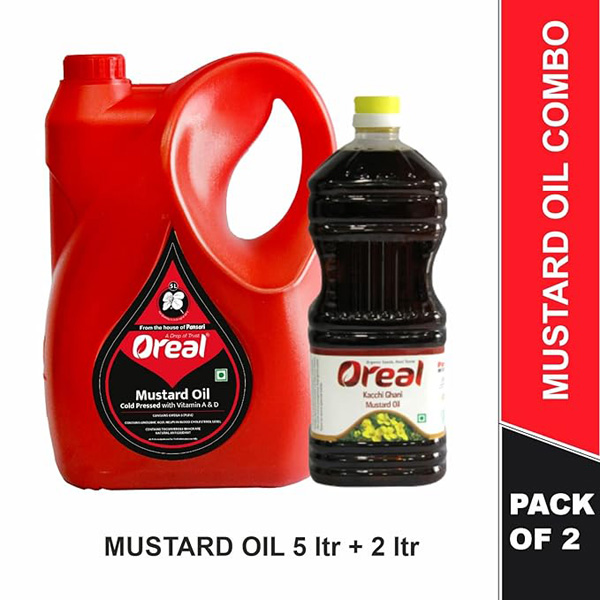 5L
From the house of Pansari
A Drop of Trust
Oreal
Mustard Oil
Cold Pressed with Vitamin A & D
Oreal
Kacchi Ghani
Mustard Oil
MUSTARD OIL COMBO
PACK
OF 2
MUSTARD OIL 5 ltr + 2 ltr